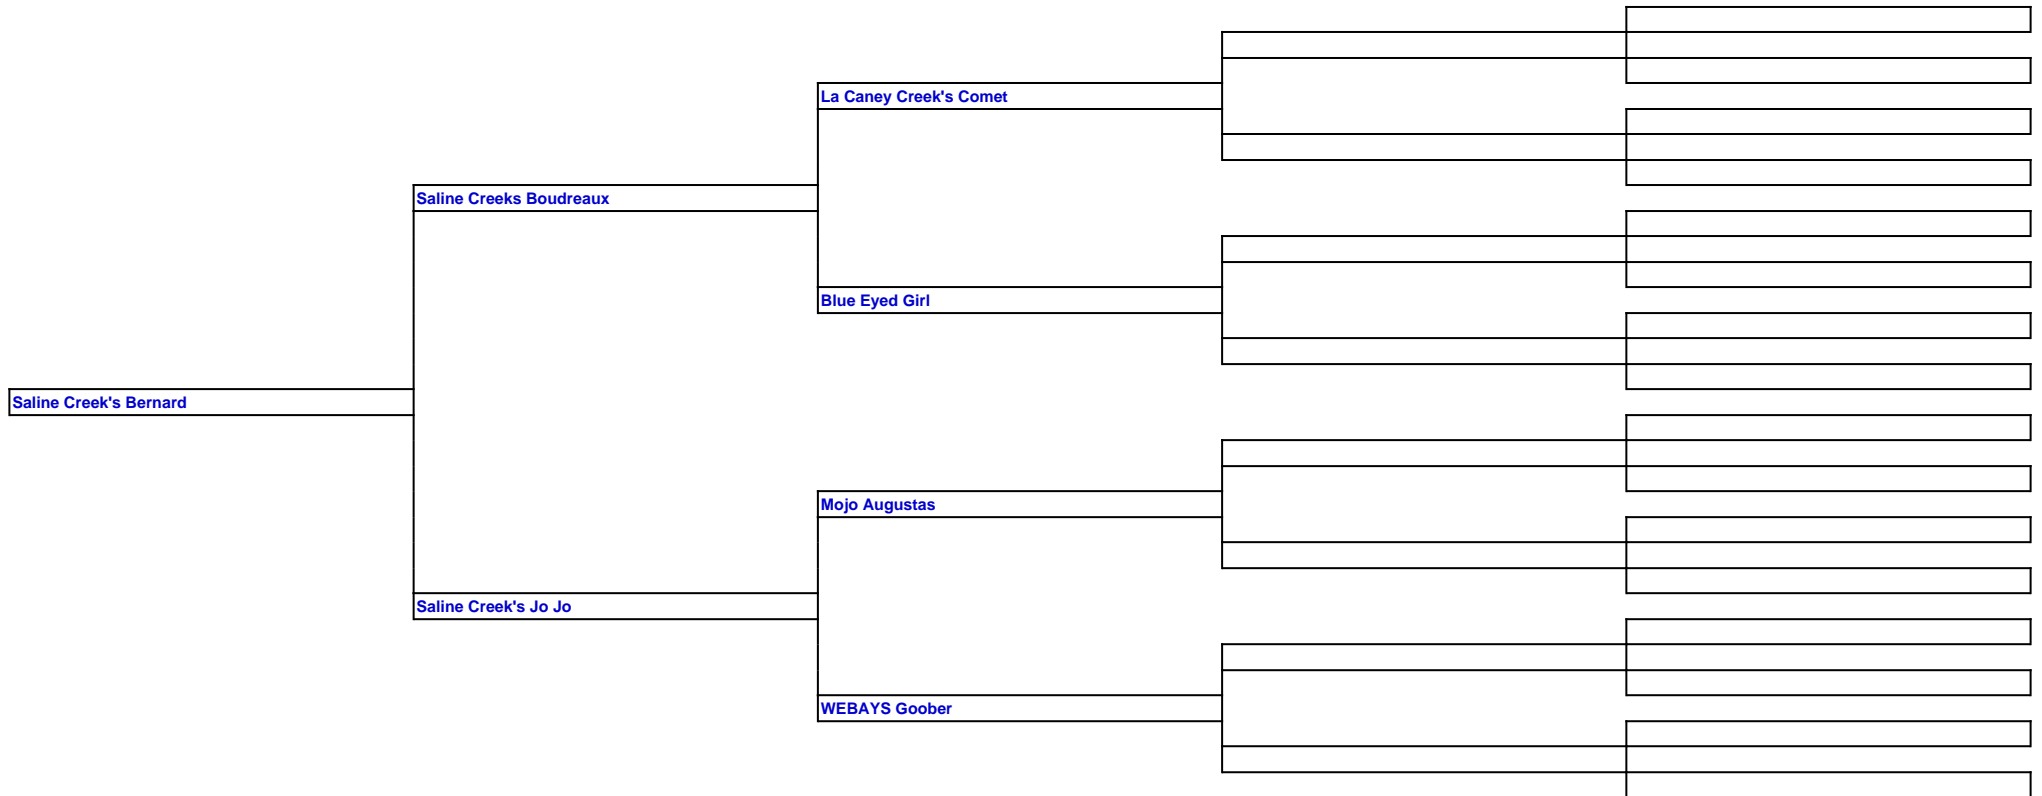 La Caney Creek's Comet
Saline Creeks Boudreaux
Blue Eyed Girl
Saline Creek's Bernard
Mojo Augustas
Saline Creek's Jo Jo
WEBAYS Goober